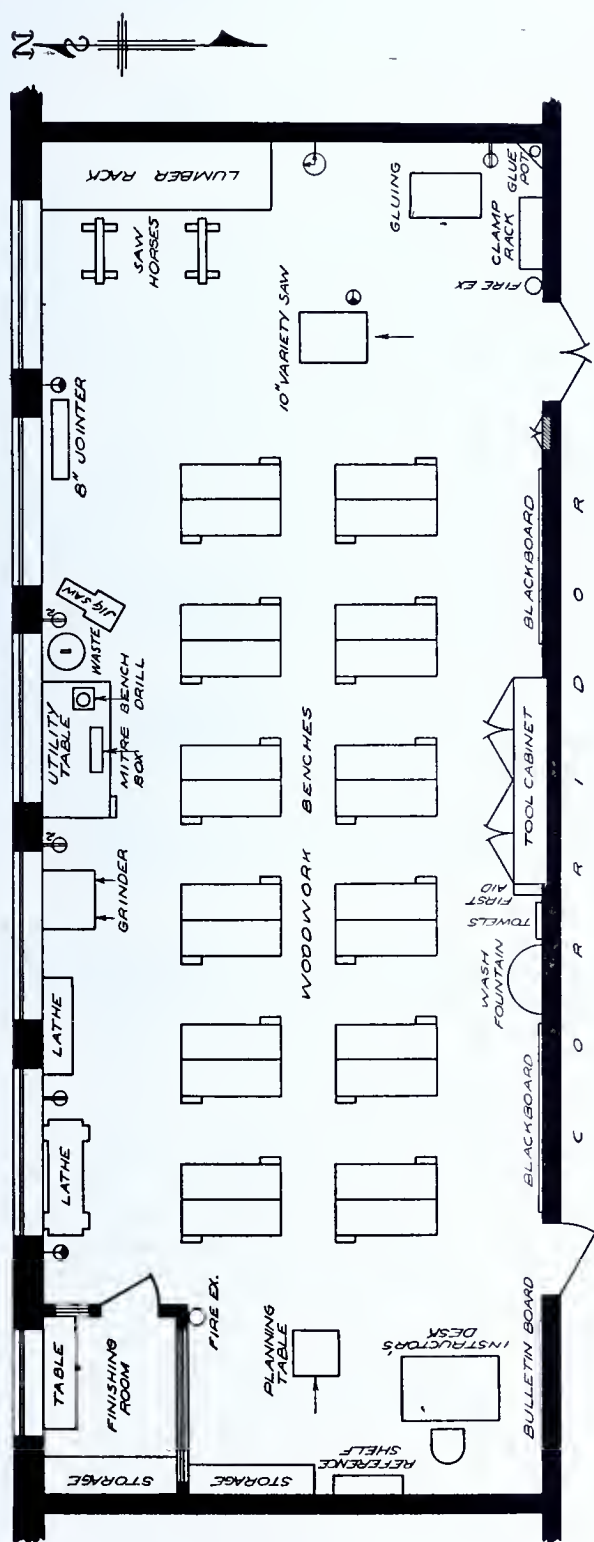 N
STORAGE
TABLE
FINISHING
ROOM
LATHE
LATHE
GRINDER
UTILITY
TABLE
MITRE
BOX
BENCH
DRILL
WASTE
JIG SAW
8" JOINTER
SAW
HORSES
LUMBER RACK
STORAGE
FIRE EX.
PLANNING
TABLE
REFERENCE
SHELF
INSTRUCTORS'
DESK
WOODWORK BENCHES
10" VARIETY SAW
GLUING
GLUE
POT
CLAMP
RACK
FIRE EX
BULLETIN BOARD
BLACKBOARD
WASH
FOUNTAIN
TOWELS
FIRST
AID
TOOL CABINET
BLACKBOARD
CORRIDOR